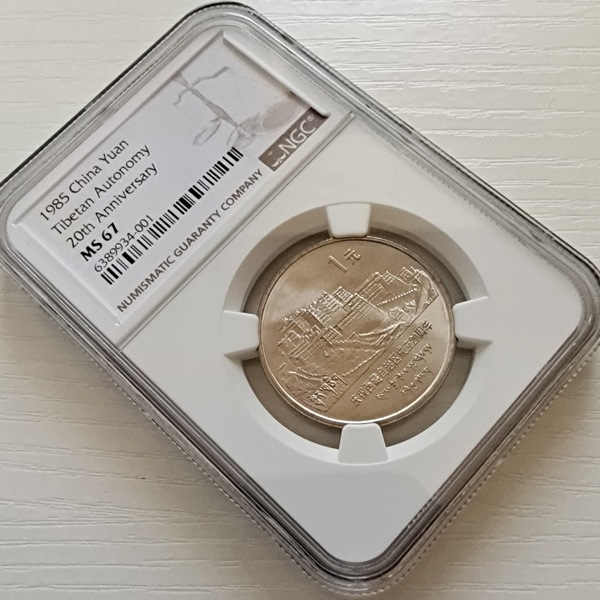 1985 China Yuan
Tibetan Autonomy
20th Anniversary
MS 67
6389934-001
NGC®
NUMISMATIC GUARANTY COMPANY
1元